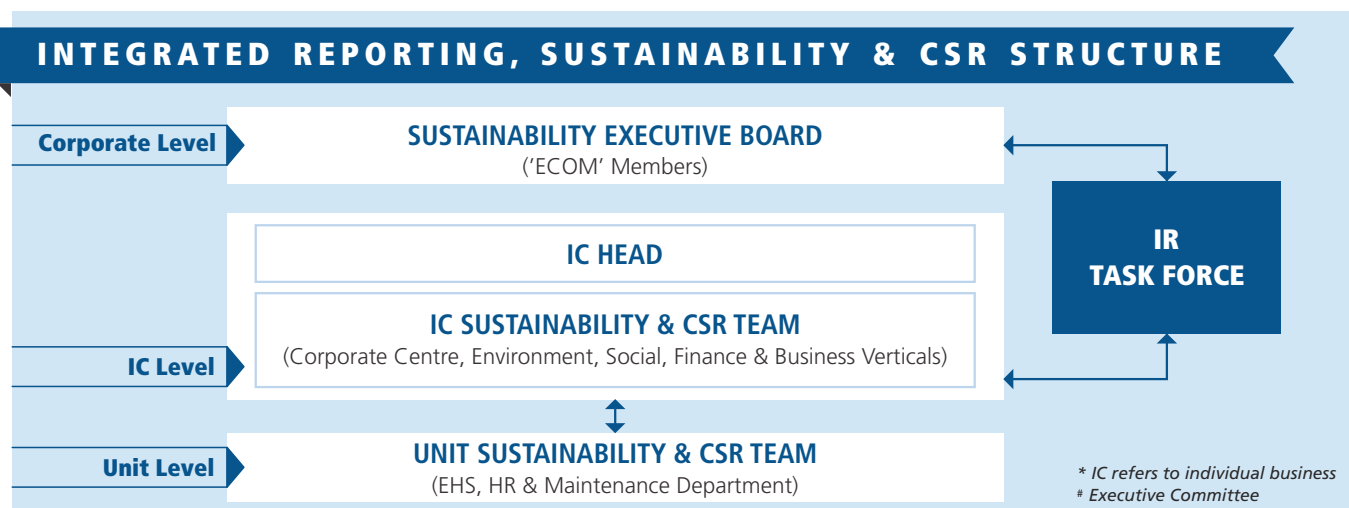 INTEGRATED REPORTING, SUSTAINABILITY & CSR STRUCTURE
Corporate Level
SUSTAINABILITY EXECUTIVE BOARD
('ECOM' Members)
IR
TASK FORCE
IC HEAD
IC SUSTAINABILITY & CSR TEAM
(Corporate Centre, Environment, Social, Finance & Business Verticals)
IC Level
Unit Level
UNIT SUSTAINABILITY & CSR TEAM
(EHS, HR & Maintenance Department)
* IC refers to individual business
# Executive Committee